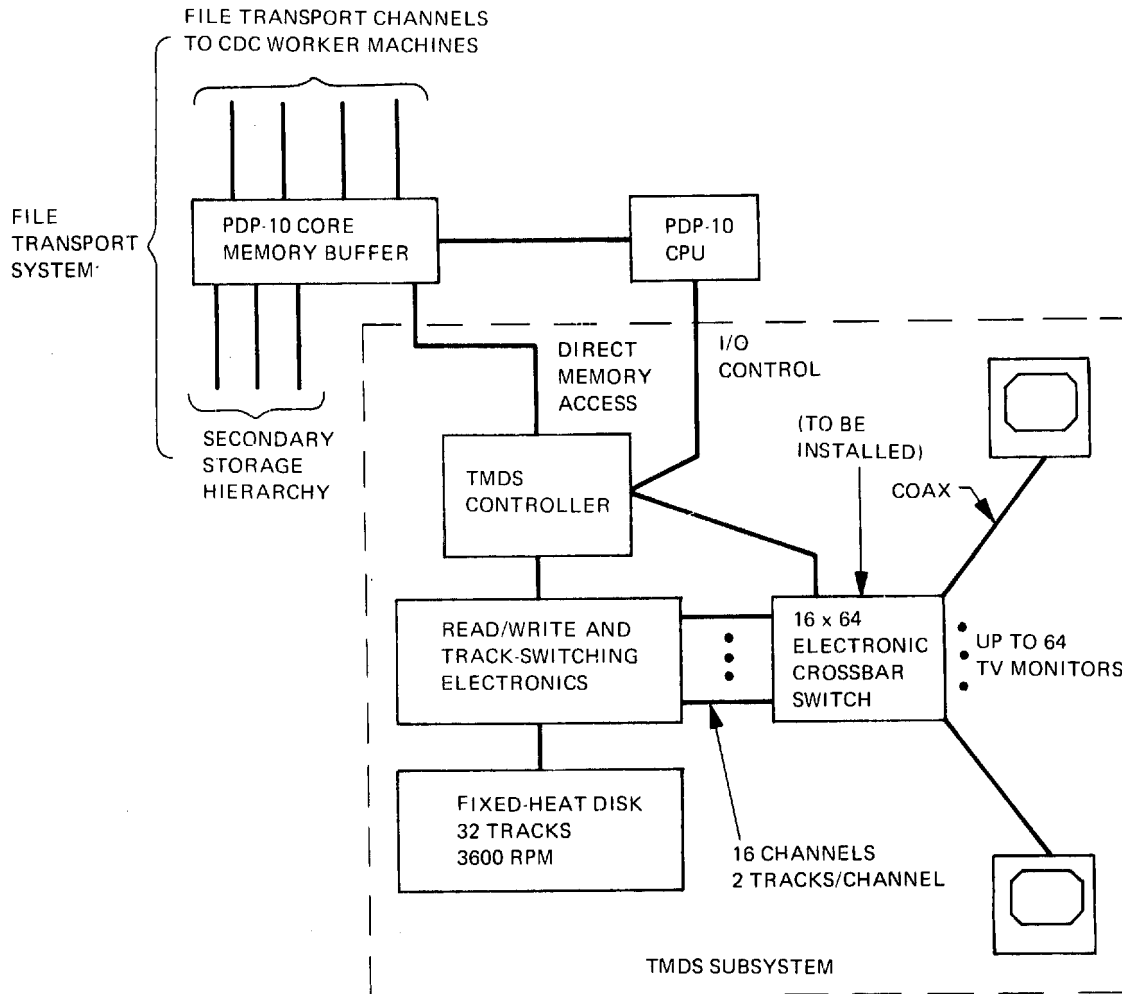 FILE TRANSPORT CHANNELS
TO CDC WORKER MACHINES
FILE
TRANSPORT
SYSTEM
PDP-10 CORE
MEMORY BUFFER
PDP-10
CPU
SECONDARY
STORAGE
HIERARCHY
DIRECT
MEMORY
ACCESS
I/O
CONTROL
(TO BE
INSTALLED)
COAX
TMDS
CONTROLLER
READ/WRITE AND
TRACK-SWITCHING
ELECTRONICS
16 x 64
ELECTRONIC
CROSSBAR
SWITCH
UP TO 64
TV MONITORS
FIXED-HEAT DISK
32 TRACKS
3600 RPM
16 CHANNELS
2 TRACKS/CHANNEL
TMDS SUBSYSTEM